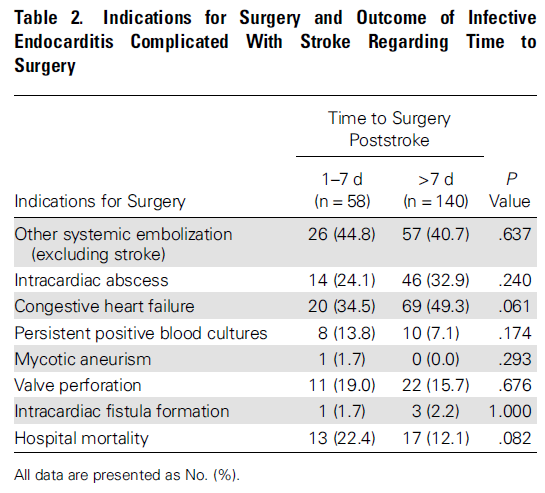 Table 2. Indications for Surgery and Outcome of Infective
Endocarditis Complicated With Stroke Regarding Time to
Surgery
Time to Surgery
Poststroke
1–7 d >7 d P
Indications for Surgery (n = 58) (n = 140) Value
Other systemic embolization 26 (44.8) 57 (40.7) .637
(excluding stroke)
Intracardiac abscess 14 (24.1) 46 (32.9) .240
Congestive heart failure 20 (34.5) 69 (49.3) .061
Persistent positive blood cultures 8 (13.8) 10 (7.1) .174
Mycotic aneurism 1 (1.7) 0 (0.0) .293
Valve perforation 11 (19.0) 22 (15.7) .676
Intracardiac fistula formation 1 (1.7) 3 (2.2) 1.000
Hospital mortality 13 (22.4) 17 (12.1) .082
All data are presented as No. (%).